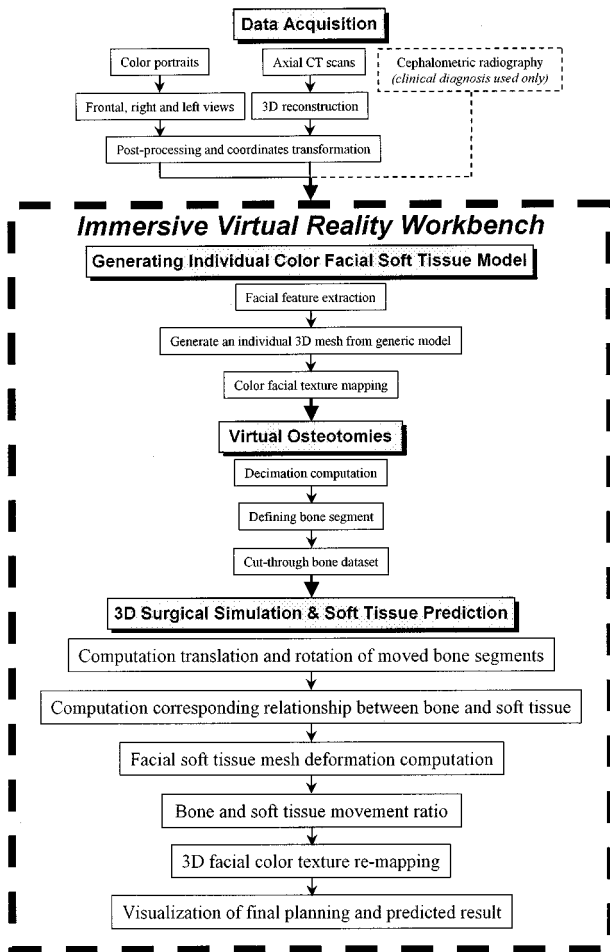 Data Acquisition
Color portraits
Axial CT scans
Cephalometric radiography
(clinical diagnosis used only)
Frontal, right and left views
3D reconstruction
Post-processing and coordinates transformation
Immersive Virtual Reality Workbench
Generating Individual Color Facial Soft Tissue Model
Facial feature extraction
Generate an individual 3D mesh from generic model
Color facial texture mapping
Virtual Osteotomies
Decimation computation
Defining bone segment
Cut-through bone dataset
3D Surgical Simulation & Soft Tissue Prediction
Computation translation and rotation of moved bone segments
Computation corresponding relationship between bone and soft tissue
Facial soft tissue mesh deformation computation
Bone and soft tissue movement ratio
3D facial color texture re-mapping
Visualization of final planning and predicted result